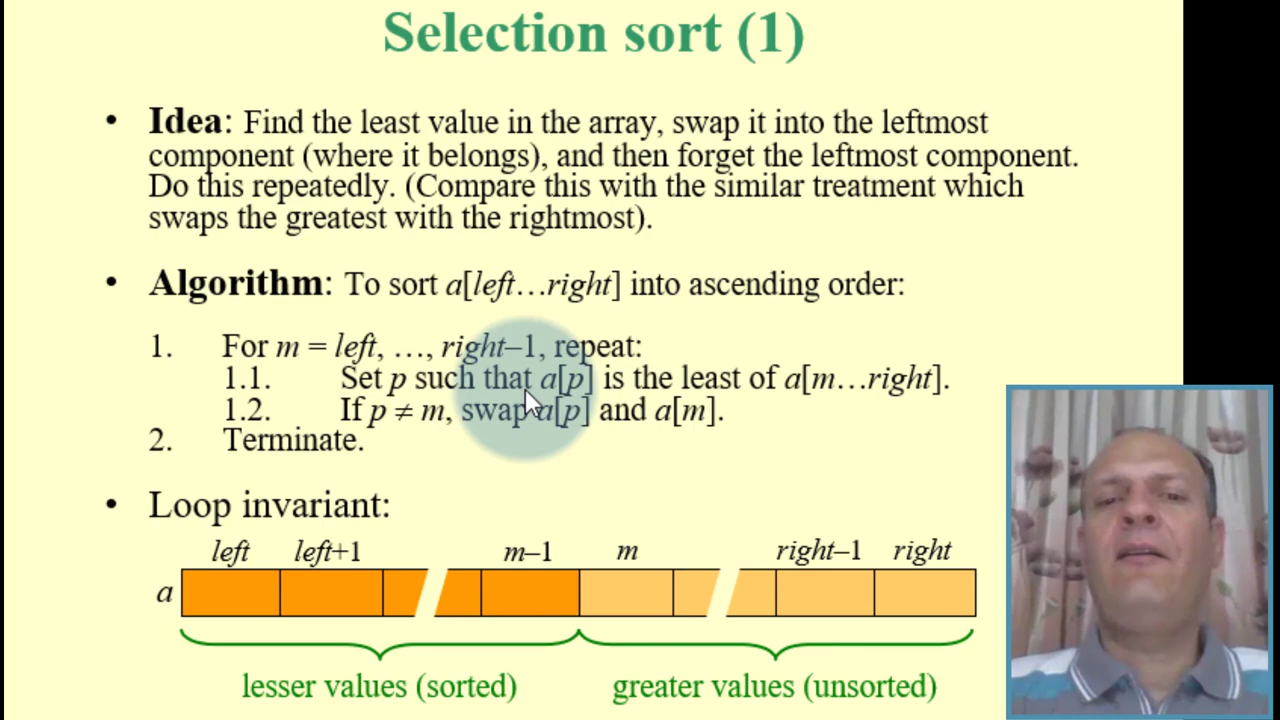 Selection sort (1)
• Idea: Find the least value in the array, swap it into the leftmost
component (where it belongs), and then forget the leftmost component.
Do this repeatedly. (Compare this with the similar treatment which
swaps the greatest with the rightmost).
• Algorithm: To sort a[left…right] into ascending order:
1. For m = left, …, right–1, repeat:
1.1. Set p such that a[p] is the least of a[m…right].
1.2. If p ≠ m, swap a[p] and a[m].
2. Terminate.
• Loop invariant:
left left+1 m–1 m right–1 right
a
lesser values (sorted) greater values (unsorted)